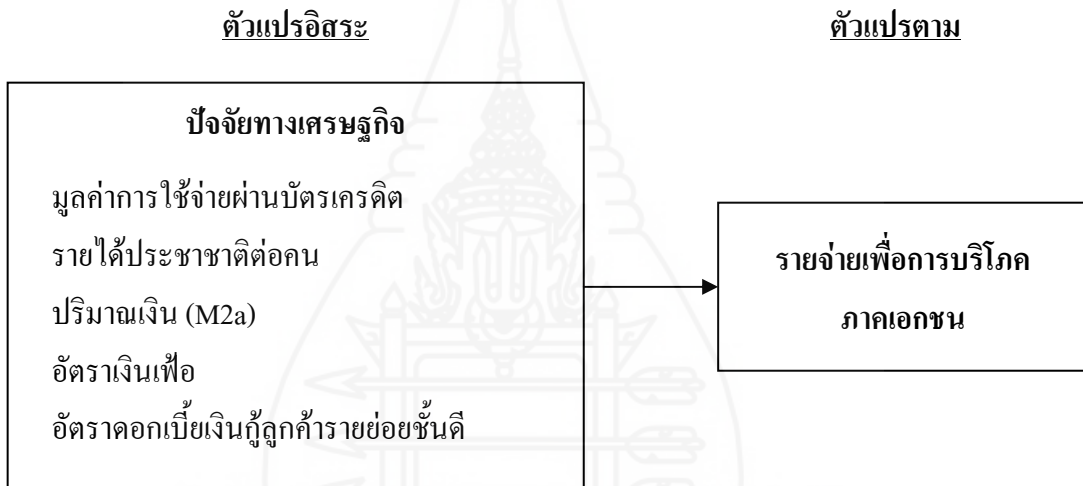 ตัวแปรอิสระ
ตัวแปรตาม
ปัจจัยทางเศรษฐกิจ
มูลค่าการใช้จ่ายผ่านบัตรเครดิต
รายได้ประชาชาติต่อคน
ปริมาณเงิน (M2a)
อัตราเงินเฟ้อ
อัตราดอกเบี้ยเงินกู้ลูกค้ารายย่อยชั้นดี
รายจ่ายเพื่อการบริโภค
ภาคเอกชน